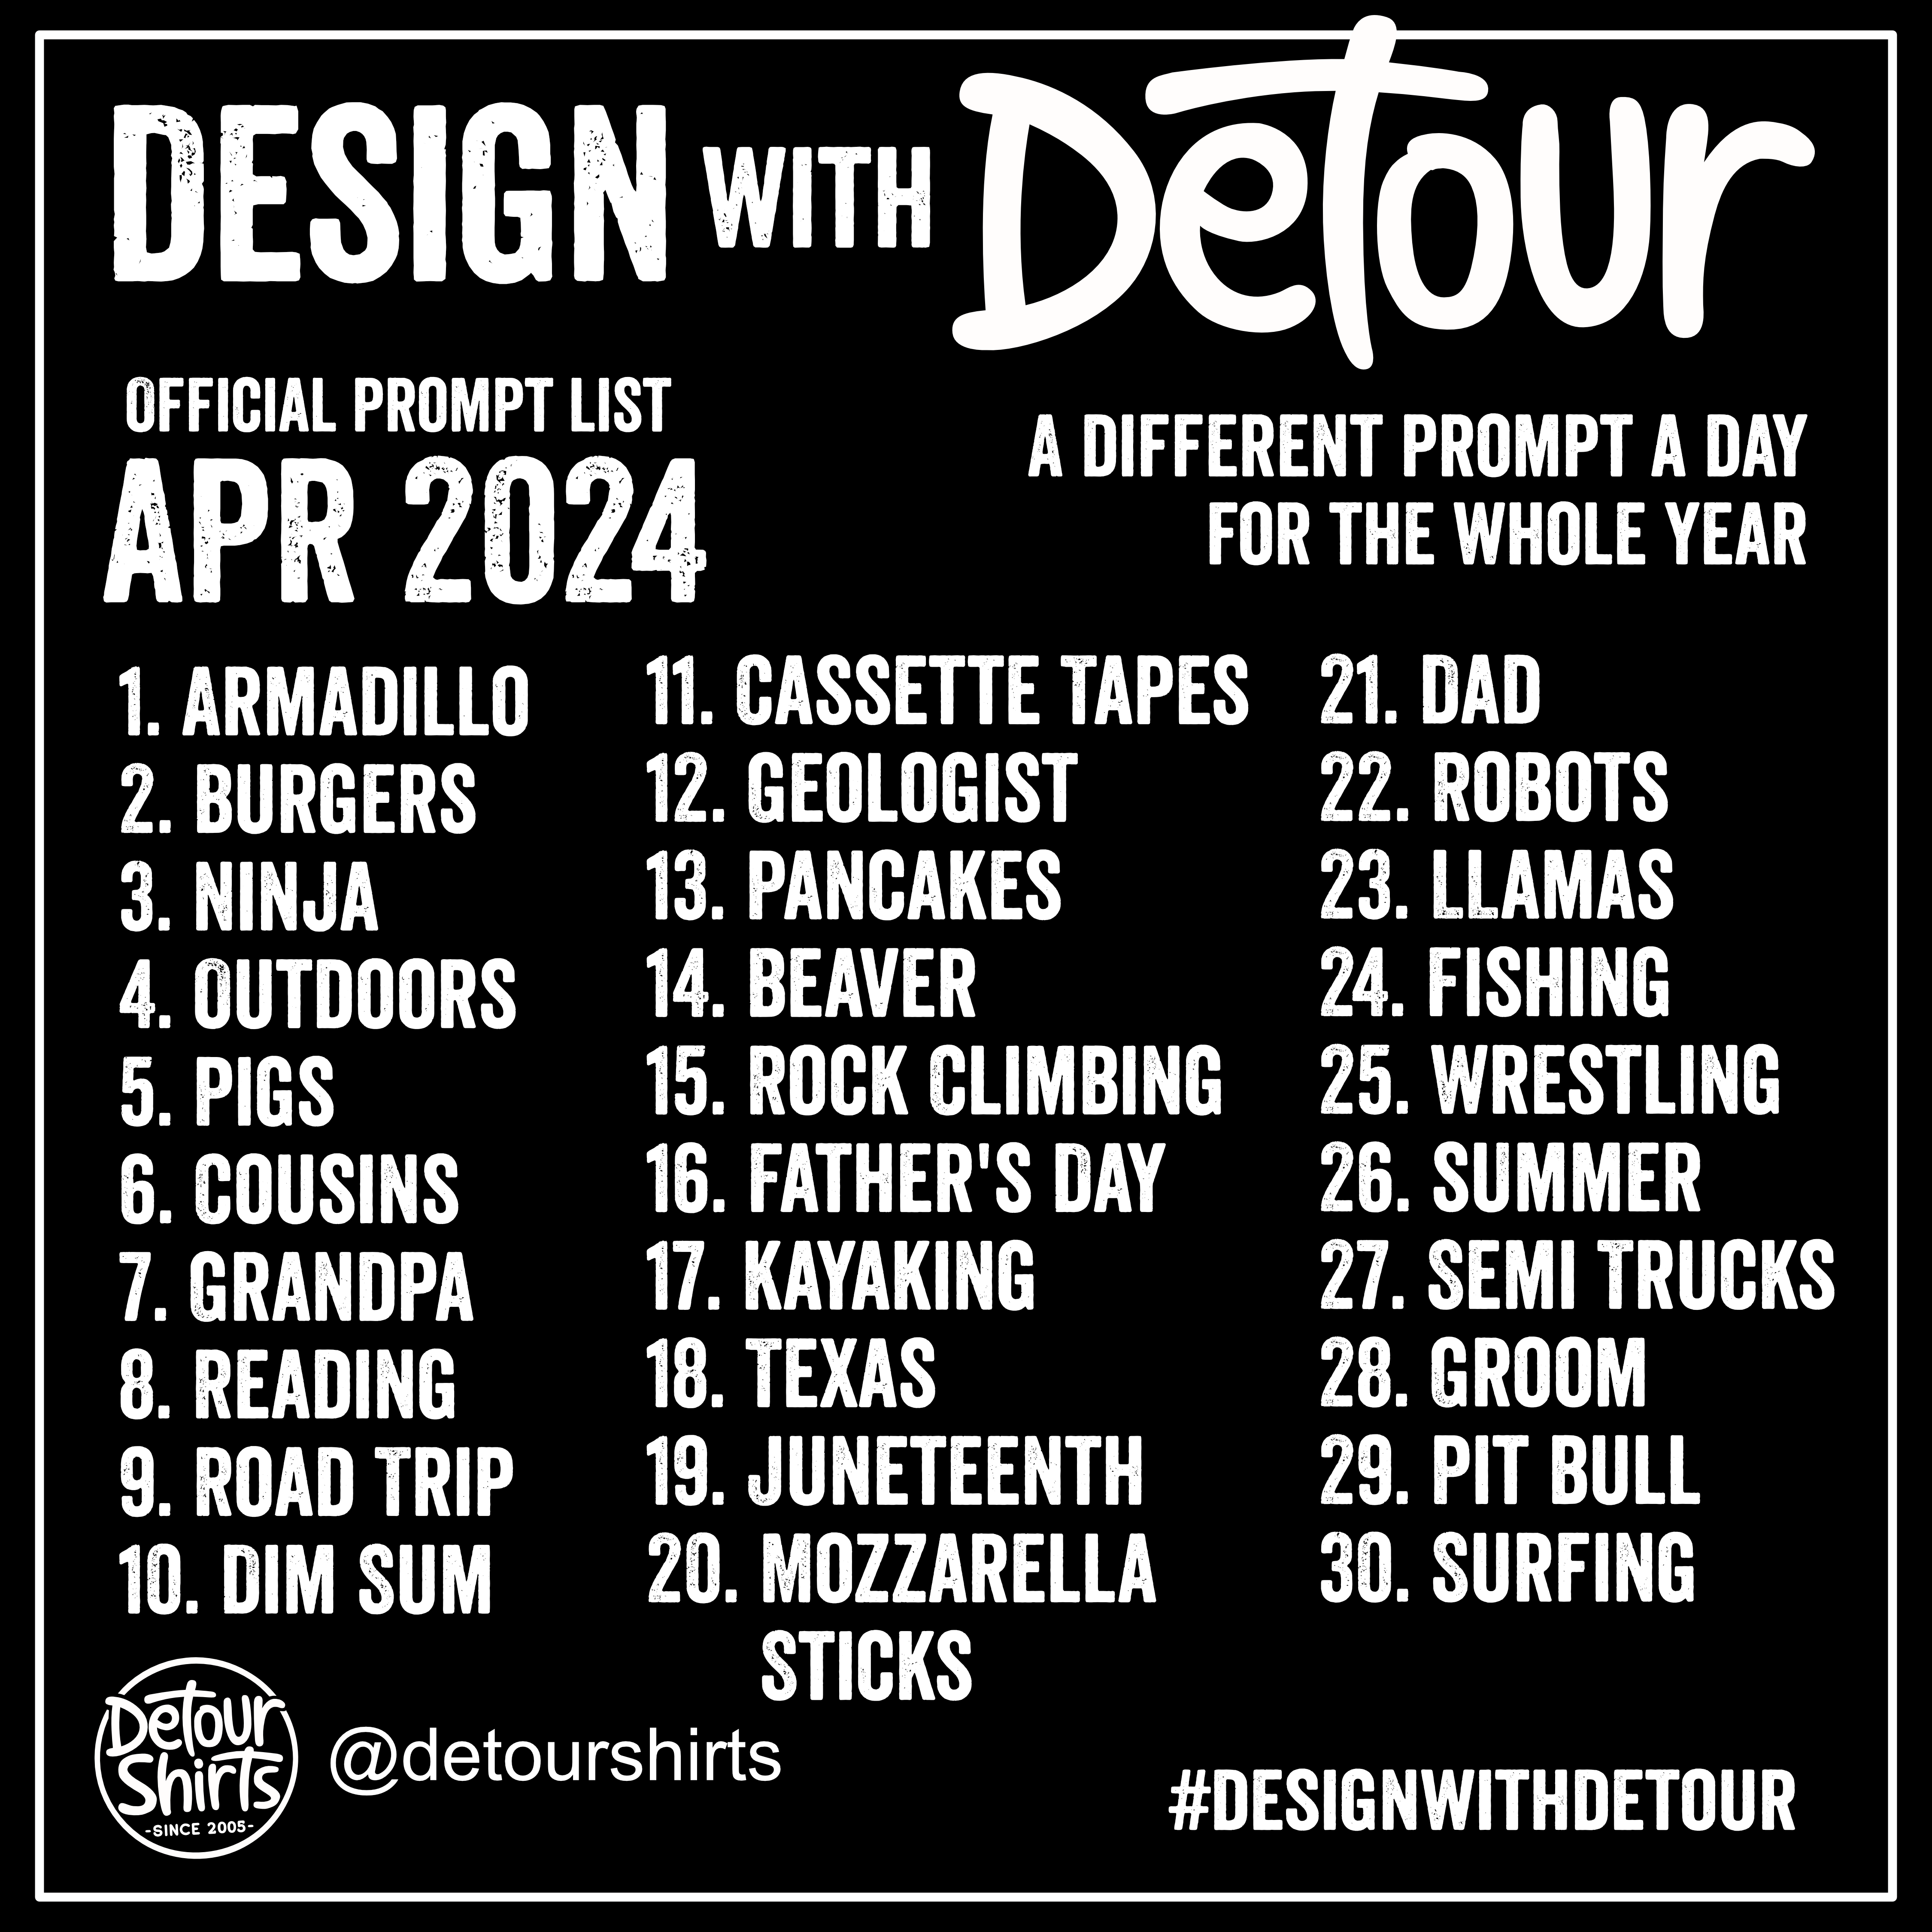 DESIGN WITH Detour
OFFICIAL PROMPT LIST
APR 2024
A DIFFERENT PROMPT A DAY
FOR THE WHOLE YEAR
1. ARMADILLO
2. BURGERS
3. NINJA
4. OUTDOORS
5. PIGS
6. COUSINS
7. GRANDPA
8. READING
9. ROAD TRIP
10. DIM SUM
11. CASSETTE TAPES
12. GEOLOGIST
13. PANCAKES
14. BEAVER
15. ROCK CLIMBING
16. FATHER'S DAY
17. KAYAKING
18. TEXAS
19. JUNETEENTH
20. MOZZARELLA
STICKS
21. DAD
22. ROBOTS
23. LLAMAS
24. FISHING
25. WRESTLING
26. SUMMER
27. SEMI TRUCKS
28. GROOM
29. PIT BULL
30. SURFING
Detour
Shirts
-SINCE 2005-
@detourshirts
#DESIGNWITHDETOUR